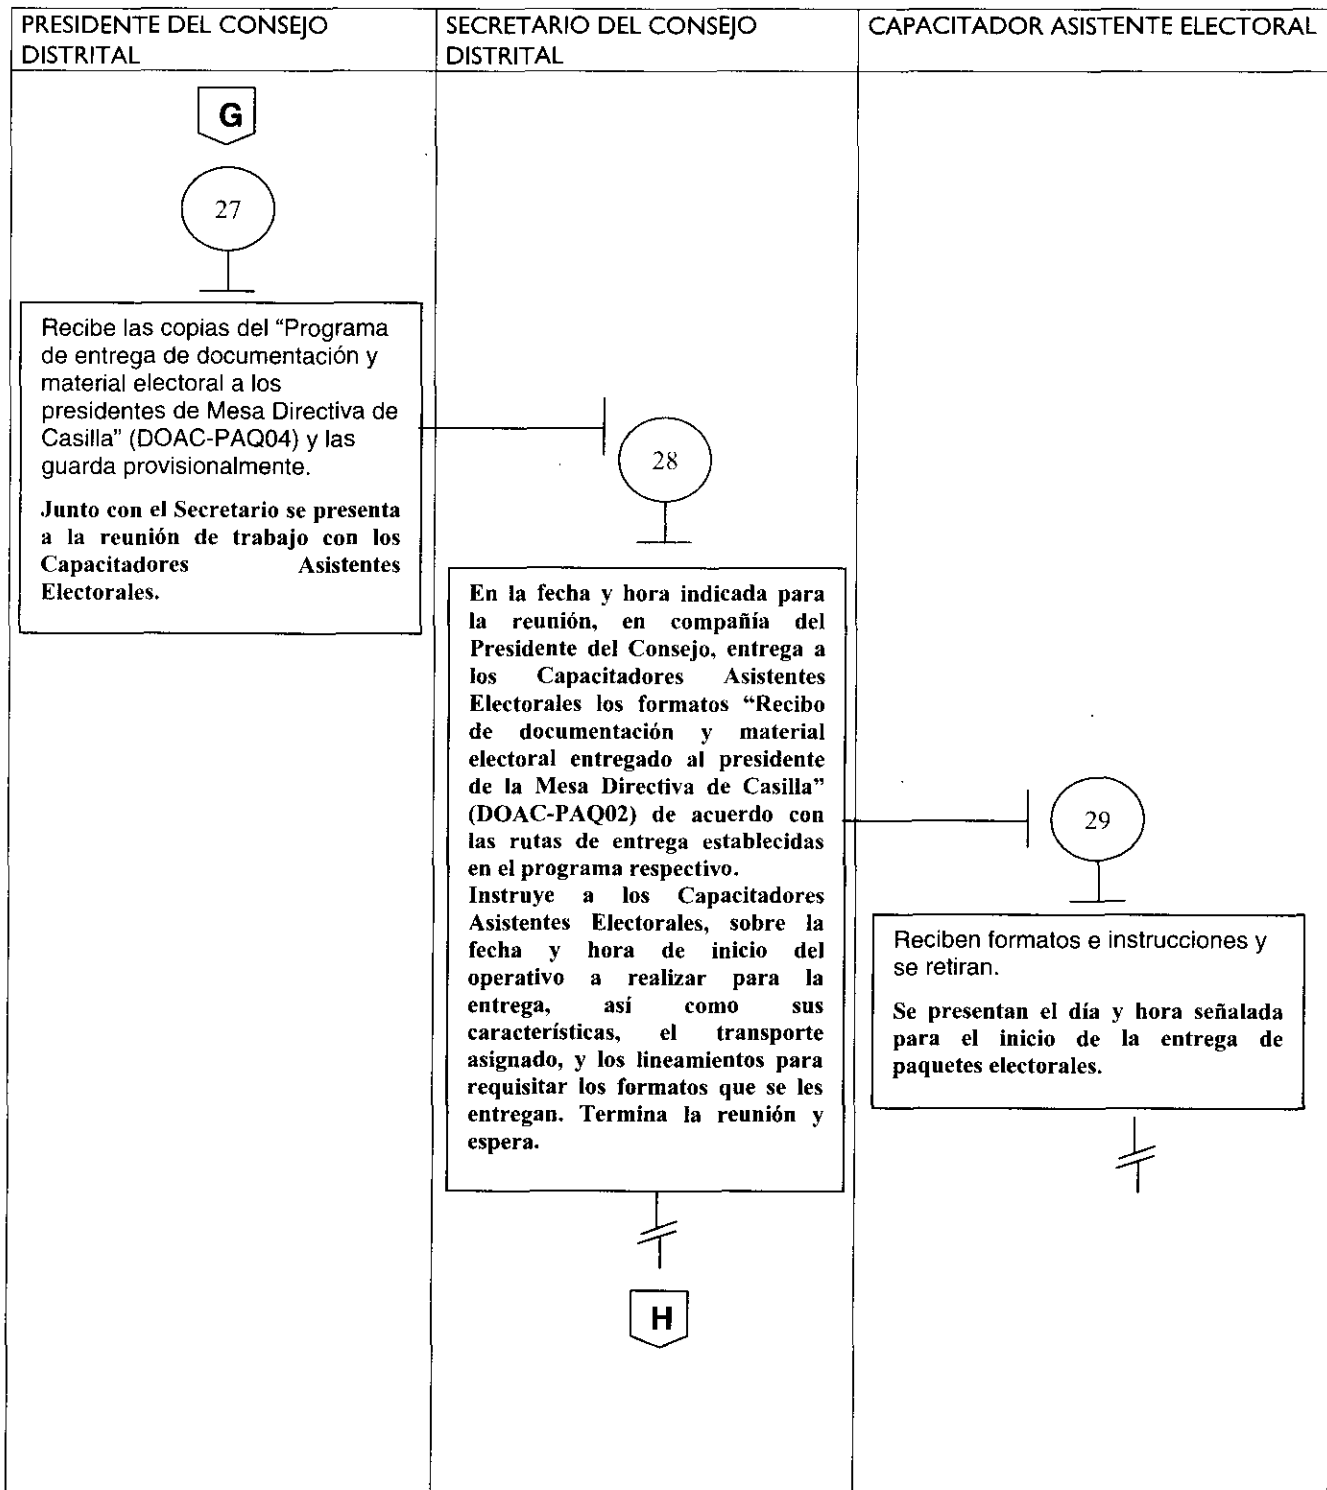 PRESIDENTE DEL CONSEJO
DISTRITAL
SECRETARIO DEL CONSEJO
DISTRITAL
CAPACITADOR ASISTENTE ELECTORAL
G
27
Recibe las copias del “Programa
de entrega de documentación y
material electoral a los
presidentes de Mesa Directiva de
Casilla” (DOAC-PAQ04) y las
guarda provisionalmente.
Junto con el Secretario se presenta
a la reunión de trabajo con los
Capacitadores Asistentes
Electorales.
28
En la fecha y hora indicada para
la reunión, en compañía del
Presidente del Consejo, entrega a
los Capacitadores Asistentes
Electorales los formatos “Recibo
de documentación y material
electoral entregado al presidente
de la Mesa Directiva de Casilla”
(DOAC-PAQ02) de acuerdo con
las rutas de entrega establecidas
en el programa respectivo.
Instruye a los Capacitadores
Asistentes Electorales, sobre la
fecha y hora de inicio del
operativo a realizar para la
entrega, así como sus
características, el transporte
asignado, y los lineamientos para
requisitar los formatos que se les
entregan. Termina la reunión y
espera.
H
29
Reciben formatos e instrucciones y
se retiran.
Se presentan el día y hora señalada
para el inicio de la entrega de
paquetes electorales.